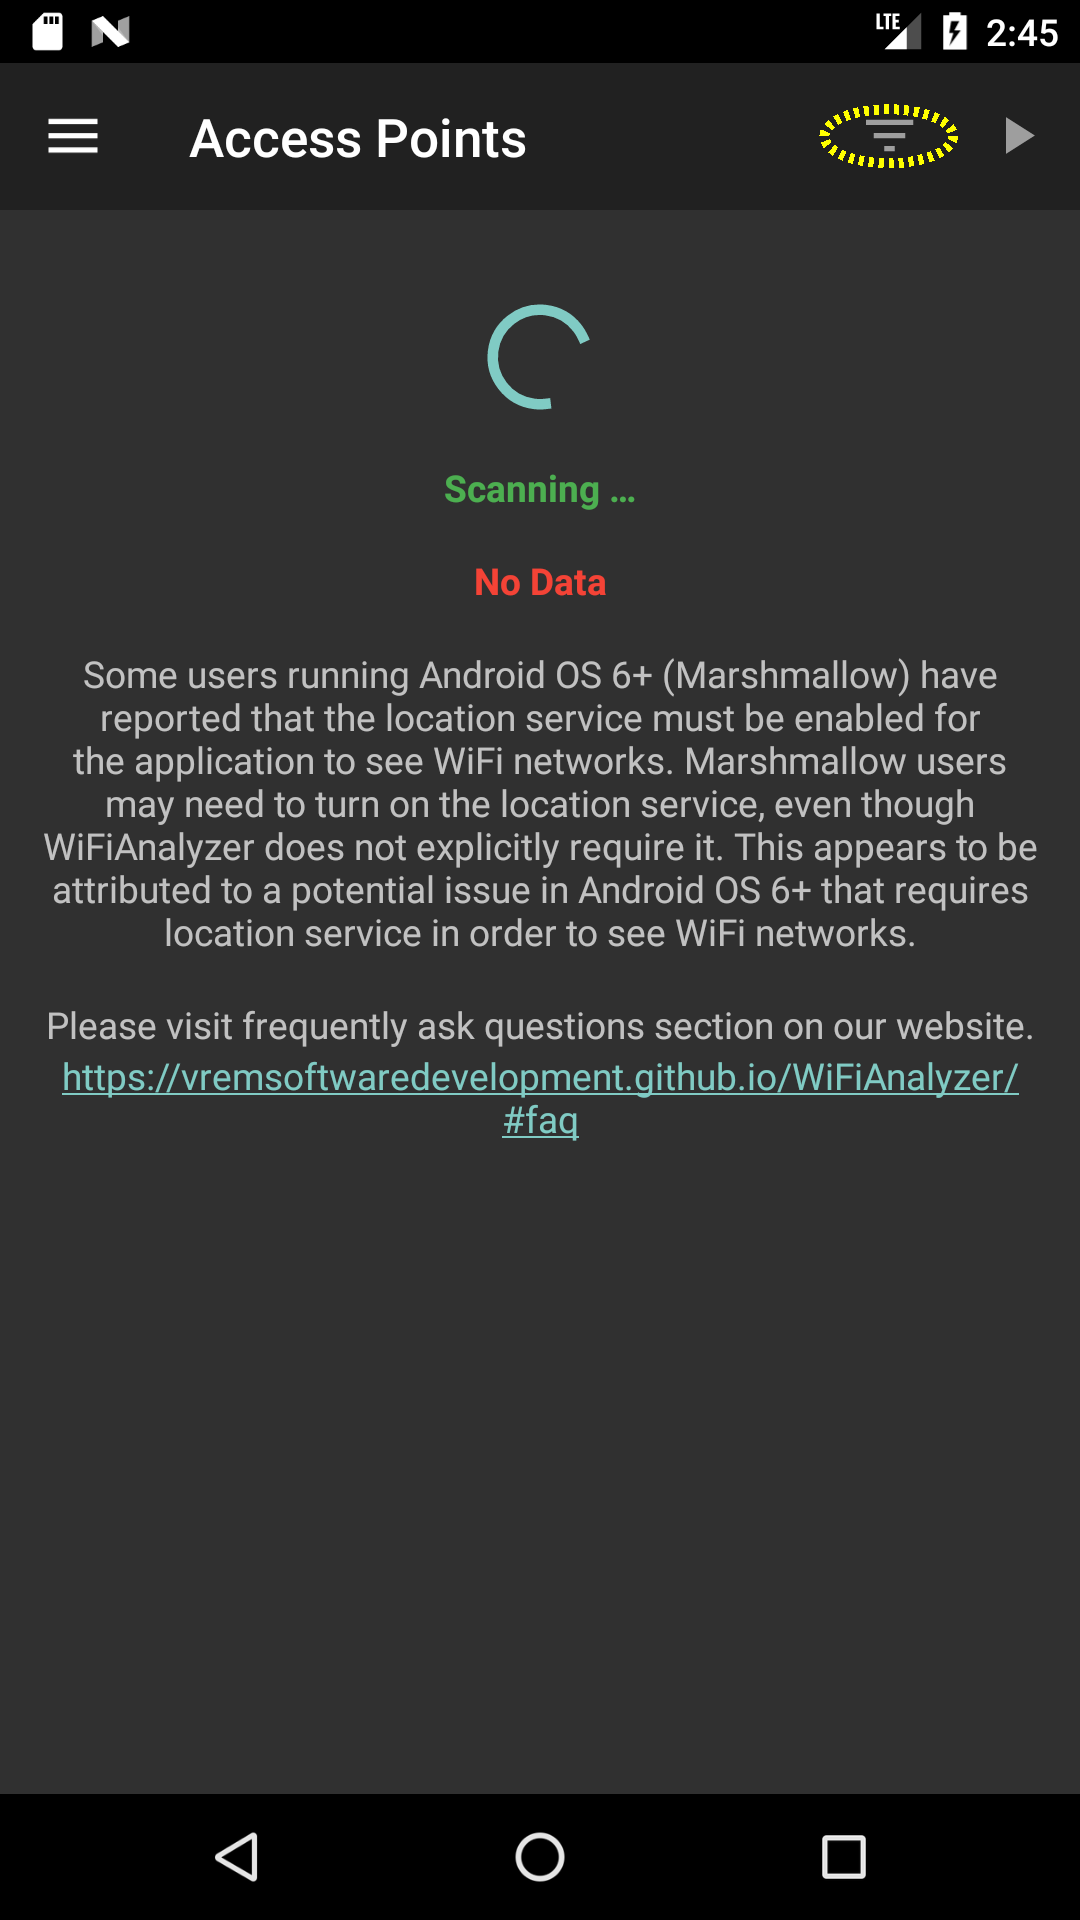 LTE 2:45
Access Points
Scanning ...
No Data
Some users running Android OS 6+ (Marshmallow) have
reported that the location service must be enabled for
the application to see WiFi networks. Marshmallow users
may need to turn on the location service, even though
WiFiAnalyzer does not explicitly require it. This appears to be
attributed to a potential issue in Android OS 6+ that requires
location service in order to see WiFi networks.
Please visit frequently ask questions section on our website.
https://vremsoftwaredevelopment.github.io/WiFiAnalyzer/
#faq